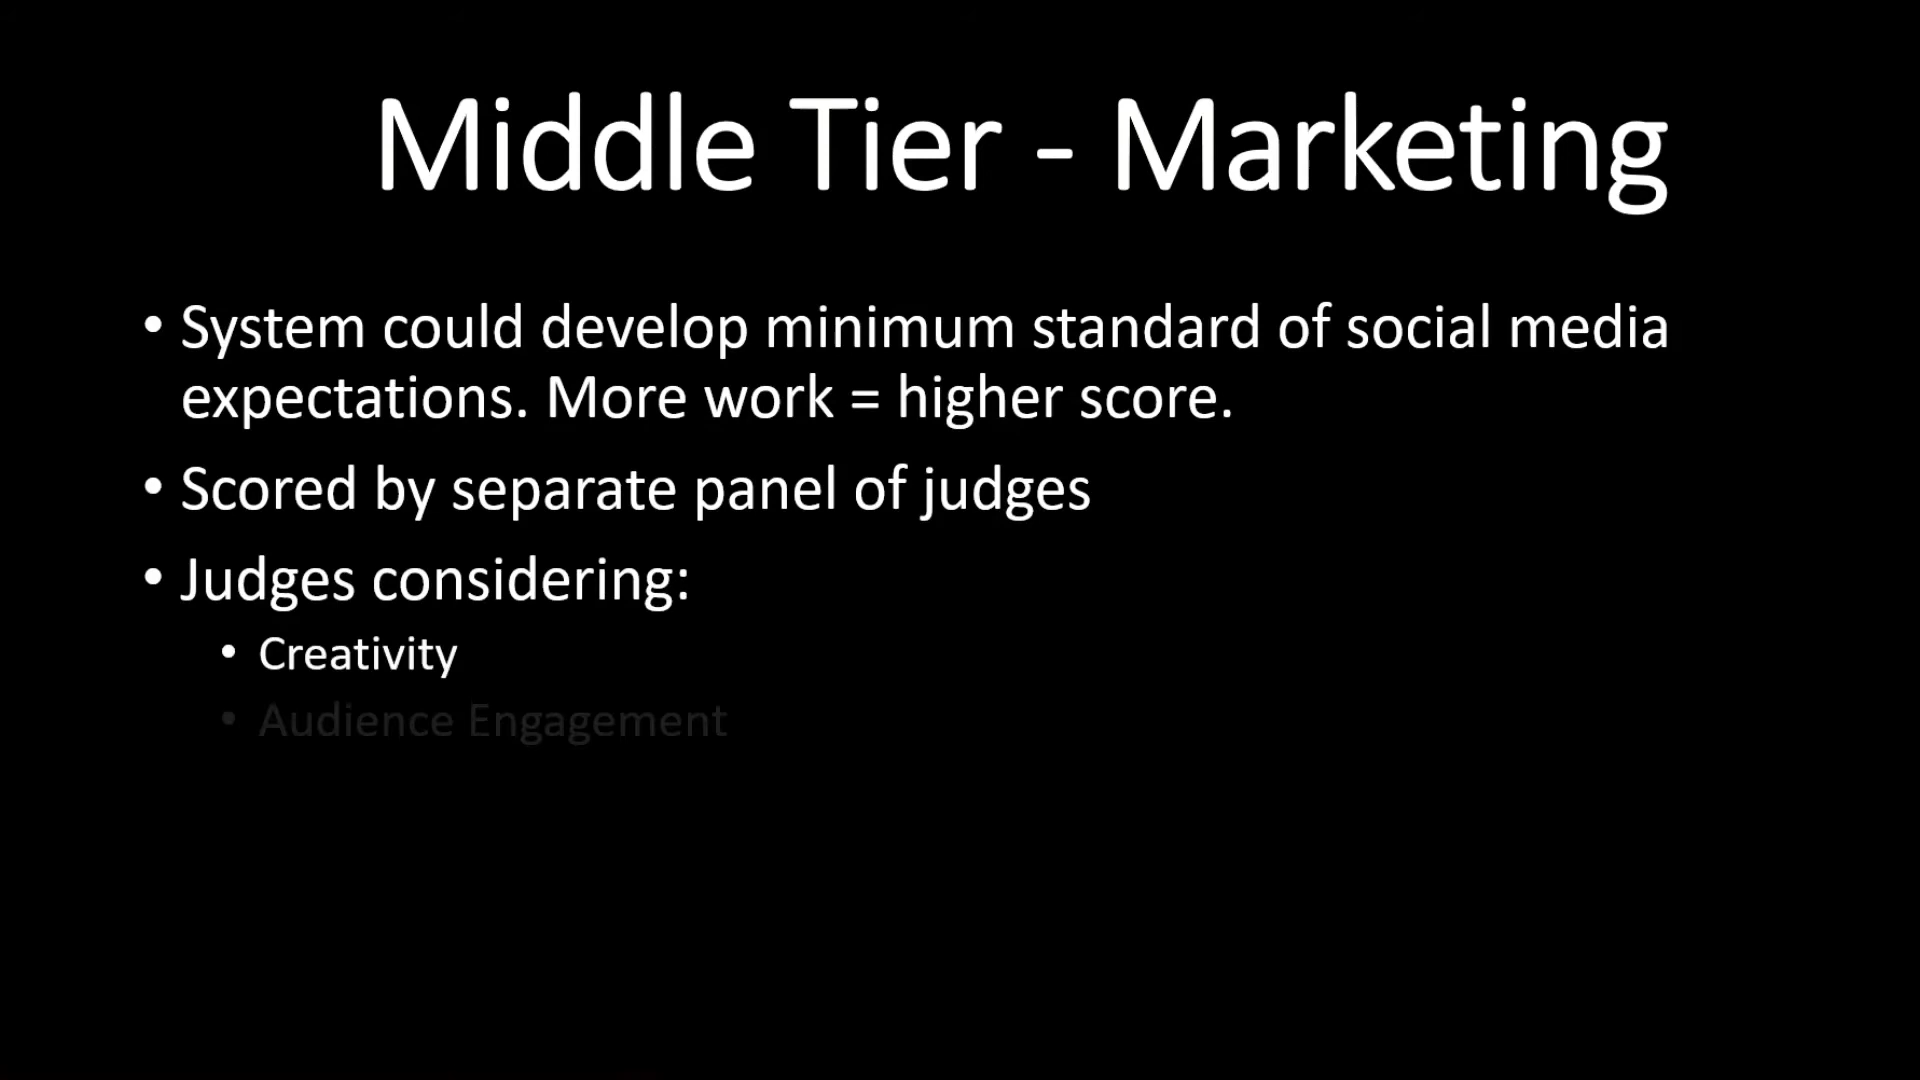 Middle Tier - Marketing
• System could develop minimum standard of social media
expectations. More work = higher score.
• Scored by separate panel of judges
• Judges considering:
• Creativity
• Audience Engagement